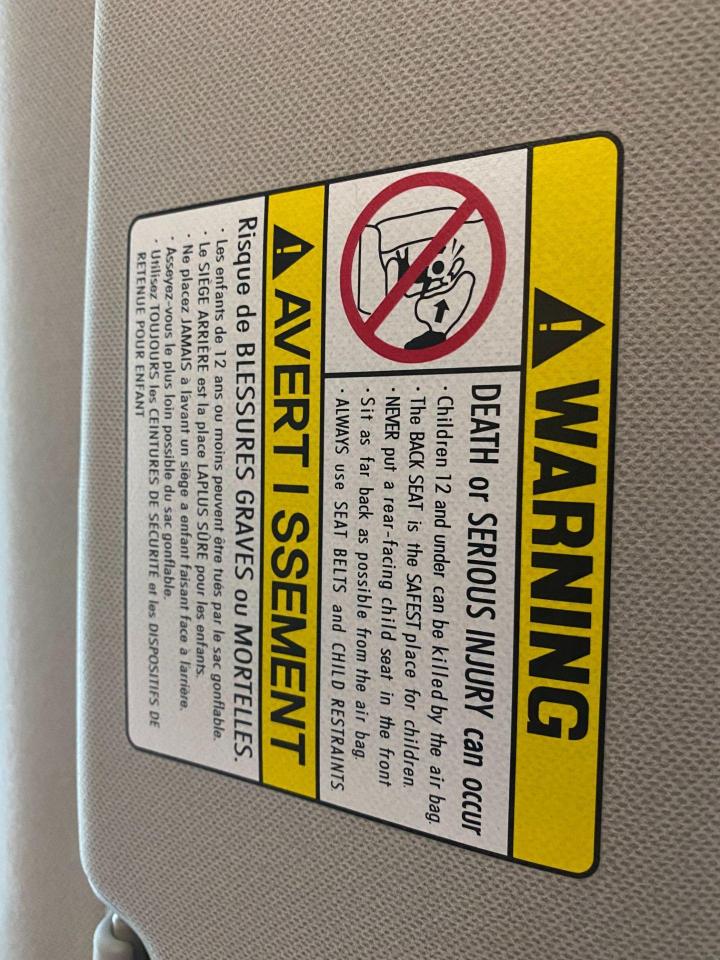 WARNING
DEATH or SERIOUS INJURY can occur
· Children 12 and under can be killed by the air bag.
· The BACK SEAT is the SAFEST place for children.
· NEVER put a rear-facing child seat in the front
· Sit as far back as possible from the air bag.
· ALWAYS use SEAT BELTS and CHILD RESTRAINTS.
AVERT I SSEMENT
Risque de BLESSURES GRAVES ou MORTELLES.
· Les enfants de 12 ans ou moins peuvent être tués par le sac gonflable.
· Le SIÈGE ARRIÈRE est la place LAPLUS SÛRE pour les enfants.
· Ne placez JAMAIS à lavant un siège a enfant faisant face à larrière.
· Asseyez-vous le plus loin possible du sac gonflable.
· Utilisez TOUJOURS les CEINTURES DE SÉCURITÉ et les DISPOSITIFS DE
RETENUE POUR ENFANT